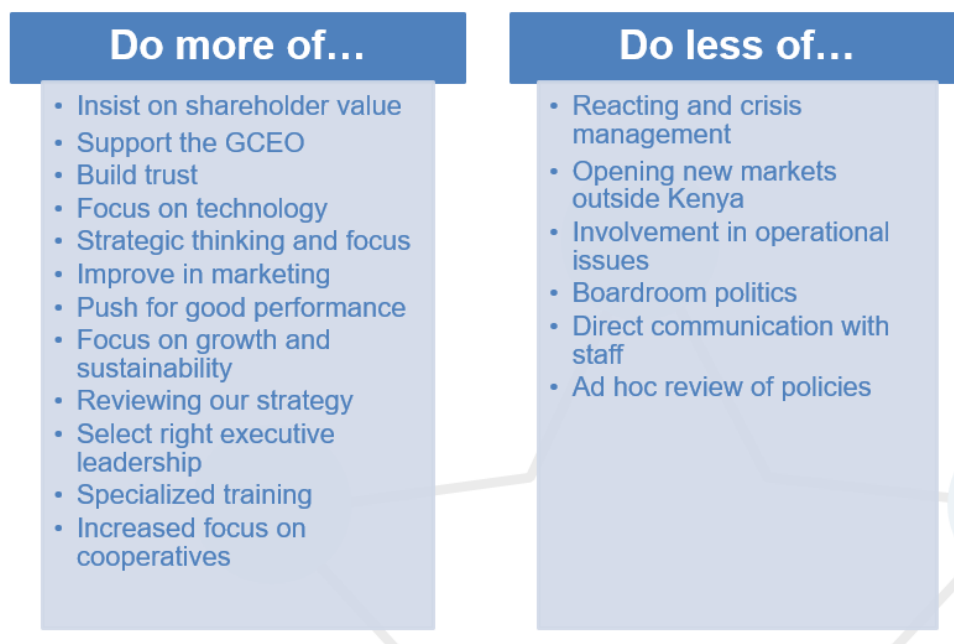 Do more of…
• Insist on shareholder value
• Support the GCEO
• Build trust
• Focus on technology
• Strategic thinking and focus
• Improve in marketing
• Push for good performance
• Focus on growth and
sustainability
• Reviewing our strategy
• Select right executive
leadership
• Specialized training
• Increased focus on
cooperatives
Do less of…
• Reacting and crisis
management
• Opening new markets
outside Kenya
• Involvement in operational
issues
• Boardroom politics
• Direct communication with
staff
• Ad hoc review of policies